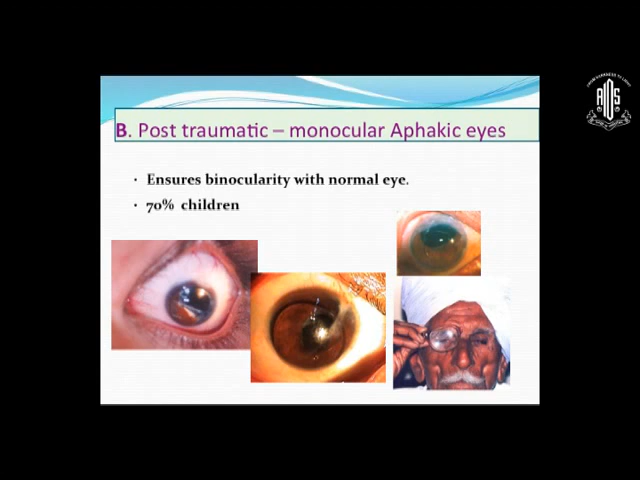 B. Post traumatic – monocular Aphakic eyes
• Ensures binocularity with normal eye.
• 70% children